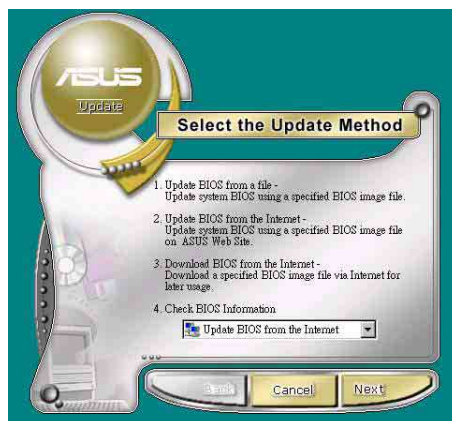 ASUS
Update
Select the Update Method
1. Update BIOS from a file -
Update system BIOS using a specified BIOS image file.
2. Update BIOS from the Internet -
Update system BIOS using a specified BIOS image file
on ASUS Web Site.
3. Download BIOS from the Internet -
Download a specified BIOS image file via Internet for
later usage.
4. Check BIOS Information
Update BIOS from the Internet
Back Cancel Next